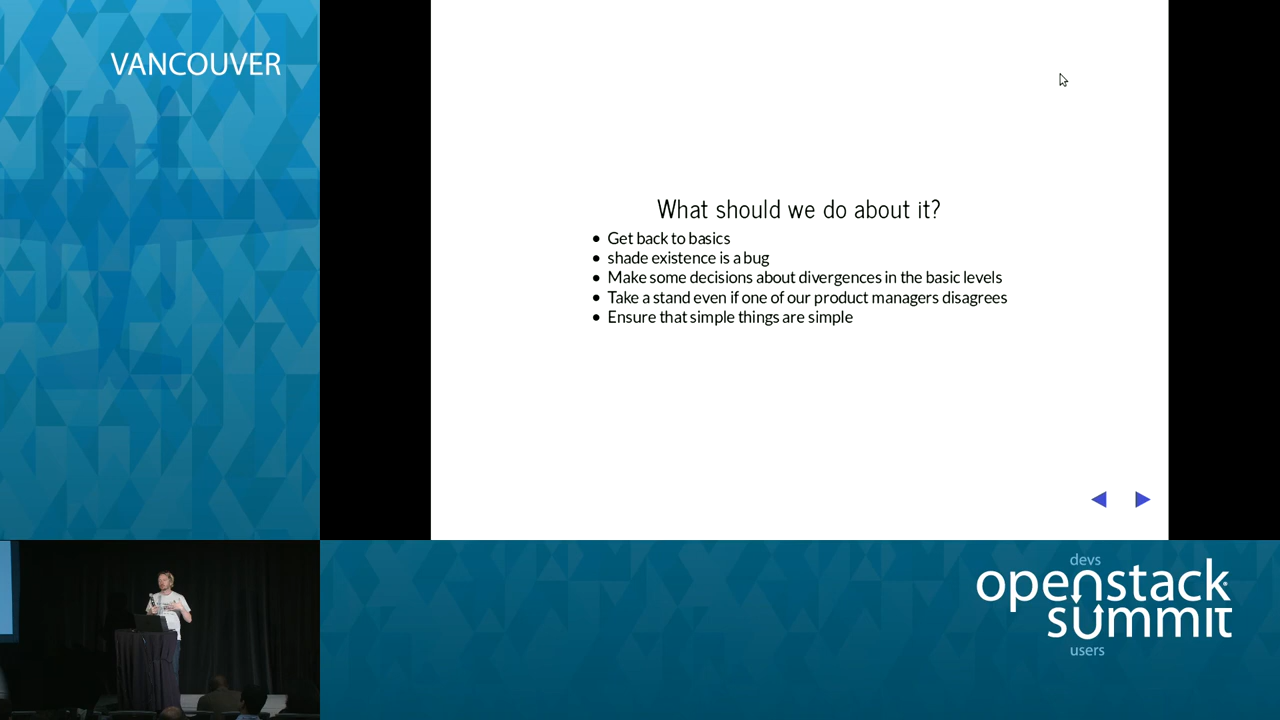 VANCOUVER
What should we do about it?
• Get back to basics
• shade existence is a bug
• Make some decisions about divergences in the basic levels
• Take a stand even if one of our product managers disagrees
• Ensure that simple things are simple
devs
openstack
summit
users